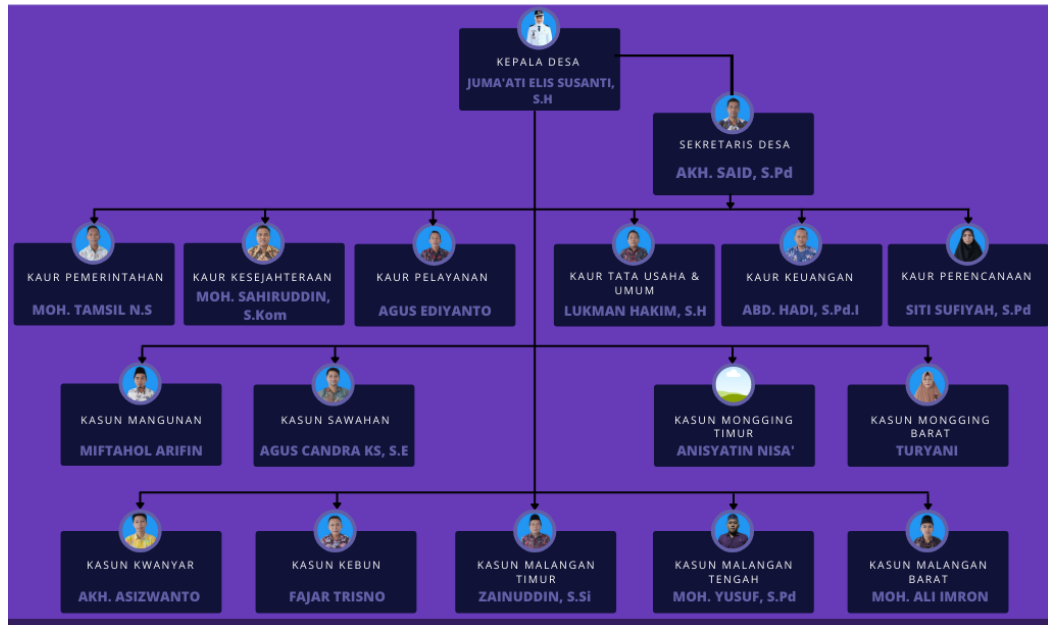 KEPALA DESA
JUMA'ATI ELIS SUSANTI,
S.H
SEKRETARIS DESA
AKH. SAID, S.Pd
KAUR PEMERINTAHAN
MOH. TAMSIL N.S
KAUR KESEJAHTERAAN
MOH. SAHIRUDDIN,
S.Kom
KAUR PELAYANAN
AGUS EDIYANTO
KAUR TATA USAHA &
UMUM
LUKMAN HAKIM, S.H
KAUR KEUANGAN
ABD. HADI, S.Pd.I
KAUR PERENCANAAN
SITI SUFIYAH, S.Pd
KASUN MANGUNAN
MIFTAHOL ARIFIN
KASUN SAWAHAN
AGUS CANDRA KS, S.E
KASUN MONGGING
TIMUR
ANISYATIN NISA'
KASUN MONGGING
BARAT
TURYANI
KASUN KWANYAR
AKH. ASIZWANTO
KASUN KEBUN
FAJAR TRISNO
KASUN MALANGAN
TIMUR
ZAINUDDIN, S.Si
KASUN MALANGAN
TENGAH
MOH. YUSUF, S.Pd
KASUN MALANGAN
BARAT
MOH. ALI IMRON